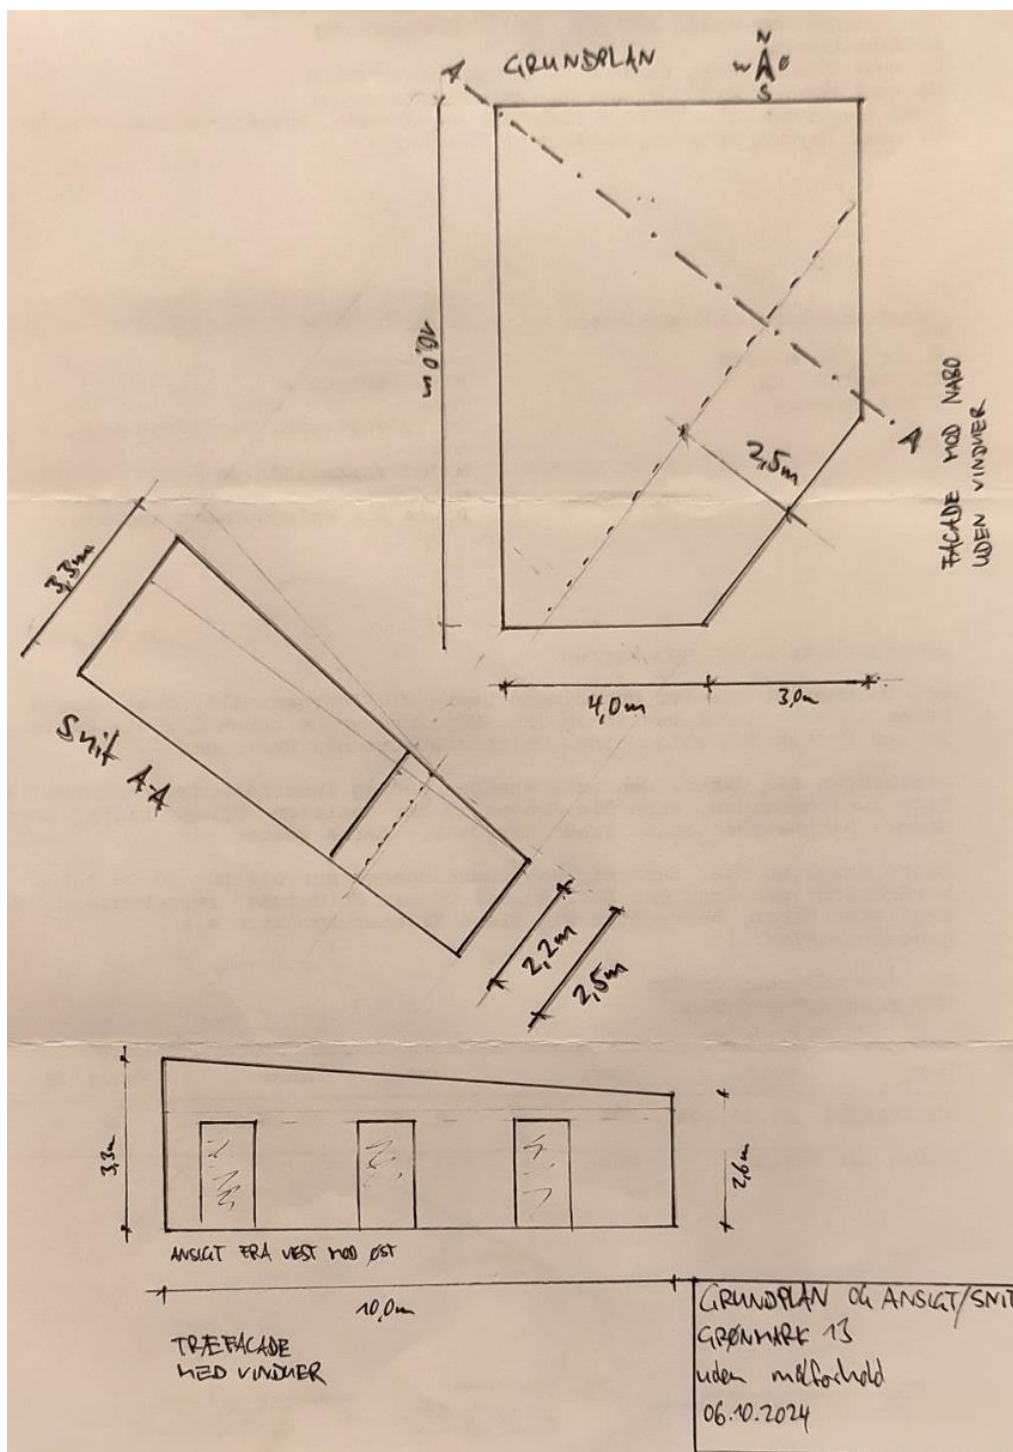 GRUNDPLAN
N
W Ø
S
A
10,0 m
2,5m
A
FACADE MOD NABO
UDEN VINDUER
4,0m
3,0m
3,3m
Snit A-A
2,2m
2,5m
3,3m
2,6m
ANSIGT FRA VEST MOD ØST
10,0m
TRÆFACADE
MED VINDUER
GRUNDPLAN OG ANSIGT/SNIT
GRØNMARK 13
uden målforhold
06.10.2024